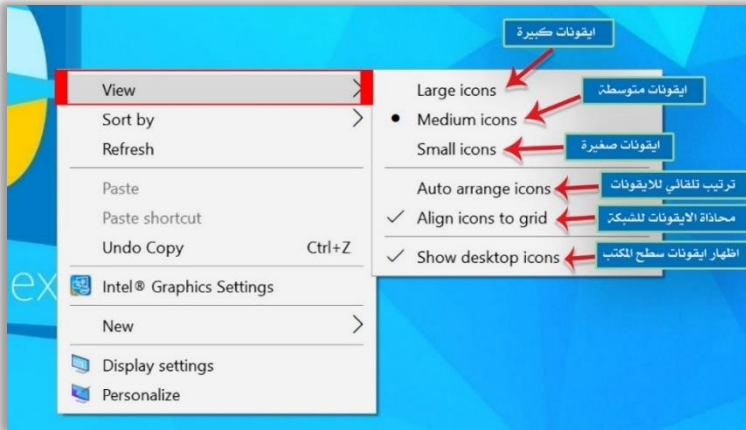 ايقونات كبيرة
View
Large icons
ايقونات متوسطة
Sort by
Medium icons
Refresh
Small icons
ايقونات صغيرة
Paste
Auto arrange icons
ترتيب تلقائي للايقونات
Paste shortcut
Align icons to grid
محاذاة الايقونات للشبكة
Undo Copy Ctrl+Z
Show desktop icons
اظهار ايقونات سطح المكتب
ex
Intel® Graphics Settings
New
Display settings
Personalize